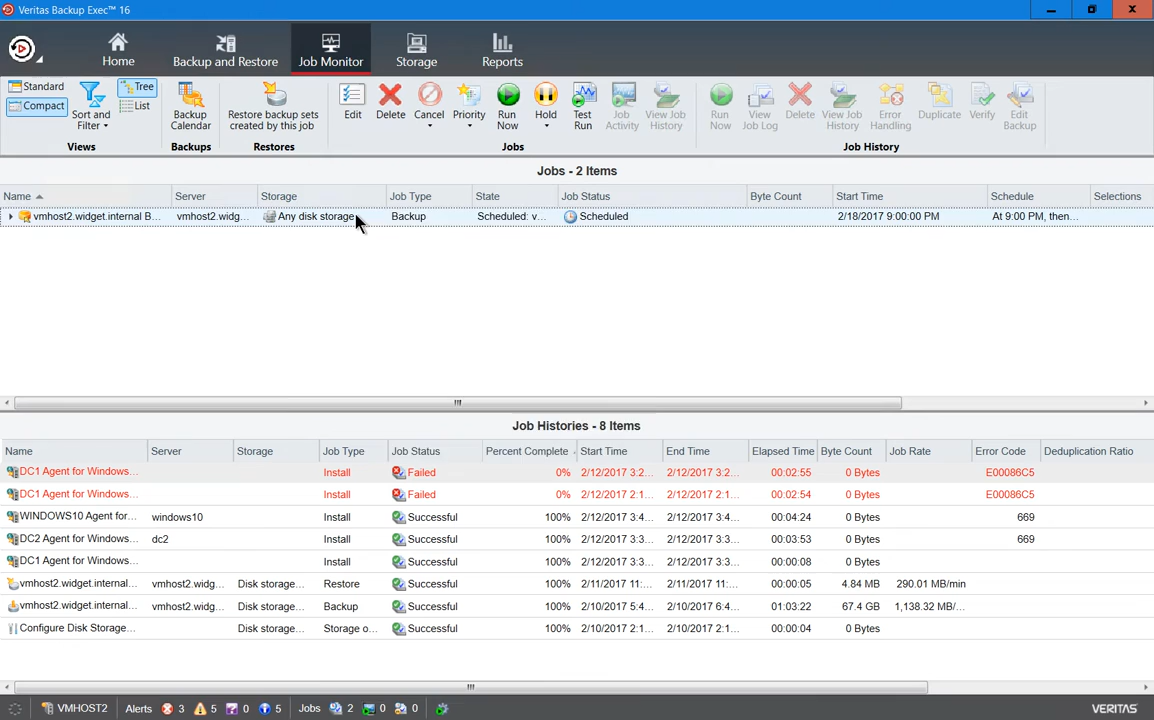 Veritas Backup Exec™ 16
Home
Backup and Restore
Job Monitor
Storage
Reports
Standard
Compact
Sort and Filter
Tree
List
Views
Backup Calendar
Backups
Restore backup sets created by this job
Restores
Edit
Delete
Cancel
Priority
Run Now
Hold
Test Run
Job Activity
View Job History
Jobs
Run Now
View Job Log
Delete
View Job History
Error Handling
Duplicate
Verify
Edit Backup
Job History
Jobs - 2 Items
Name Server Storage Job Type State Job Status Byte Count Start Time Schedule Selections
vmhost2.widget.internal B... vmhost2.widg... Any disk storage Backup Scheduled: v... Scheduled 2/18/2017 9:00:00 PM At 9:00 PM, then...
Job Histories - 8 Items
Name Server Storage Job Type Job Status Percent Complete Start Time End Time Elapsed Time Byte Count Job Rate Error Code Deduplication Ratio
DC1 Agent for Windows... Install Failed 0% 2/12/2017 3:2... 2/12/2017 3:2... 00:02:55 0 Bytes E00086C5
DC1 Agent for Windows... Install Failed 0% 2/12/2017 2:1... 2/12/2017 2:1... 00:02:54 0 Bytes E00086C5
WINDOWS10 Agent for... windows10 Install Successful 100% 2/12/2017 3:4... 2/12/2017 3:4... 00:04:24 0 Bytes 669
DC2 Agent for Windows... dc2 Install Successful 100% 2/12/2017 3:3... 2/12/2017 3:3... 00:03:53 0 Bytes 669
DC1 Agent for Windows... Install Successful 100% 2/12/2017 3:3... 2/12/2017 3:3... 00:00:08 0 Bytes
vmhost2.widget.internal... vmhost2.widg... Disk storage... Restore Successful 100% 2/11/2017 11:... 2/11/2017 11:... 00:00:05 4.84 MB 290.01 MB/min
vmhost2.widget.internal... vmhost2.widg... Disk storage... Backup Successful 100% 2/10/2017 5:4... 2/10/2017 6:4... 01:03:22 67.4 GB 1,138.32 MB/...
Configure Disk Storage... Disk storage... Storage o... Successful 100% 2/10/2017 2:1... 2/10/2017 2:1... 00:00:04 0 Bytes
VMHOST2 Alerts 3 5 0 5 Jobs 2 0 0 VERITAS